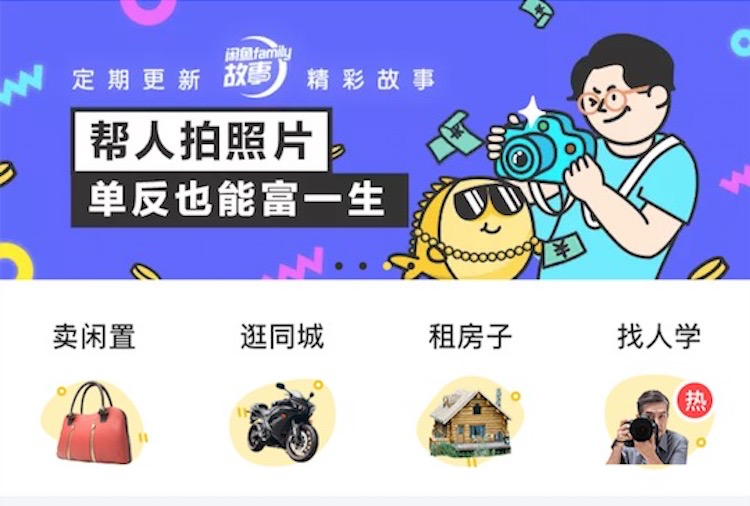 定期更新 闲鱼family故事 精彩故事
帮人拍照片
单反也能富一生
卖闲置 逛同城 租房子 找人学
热